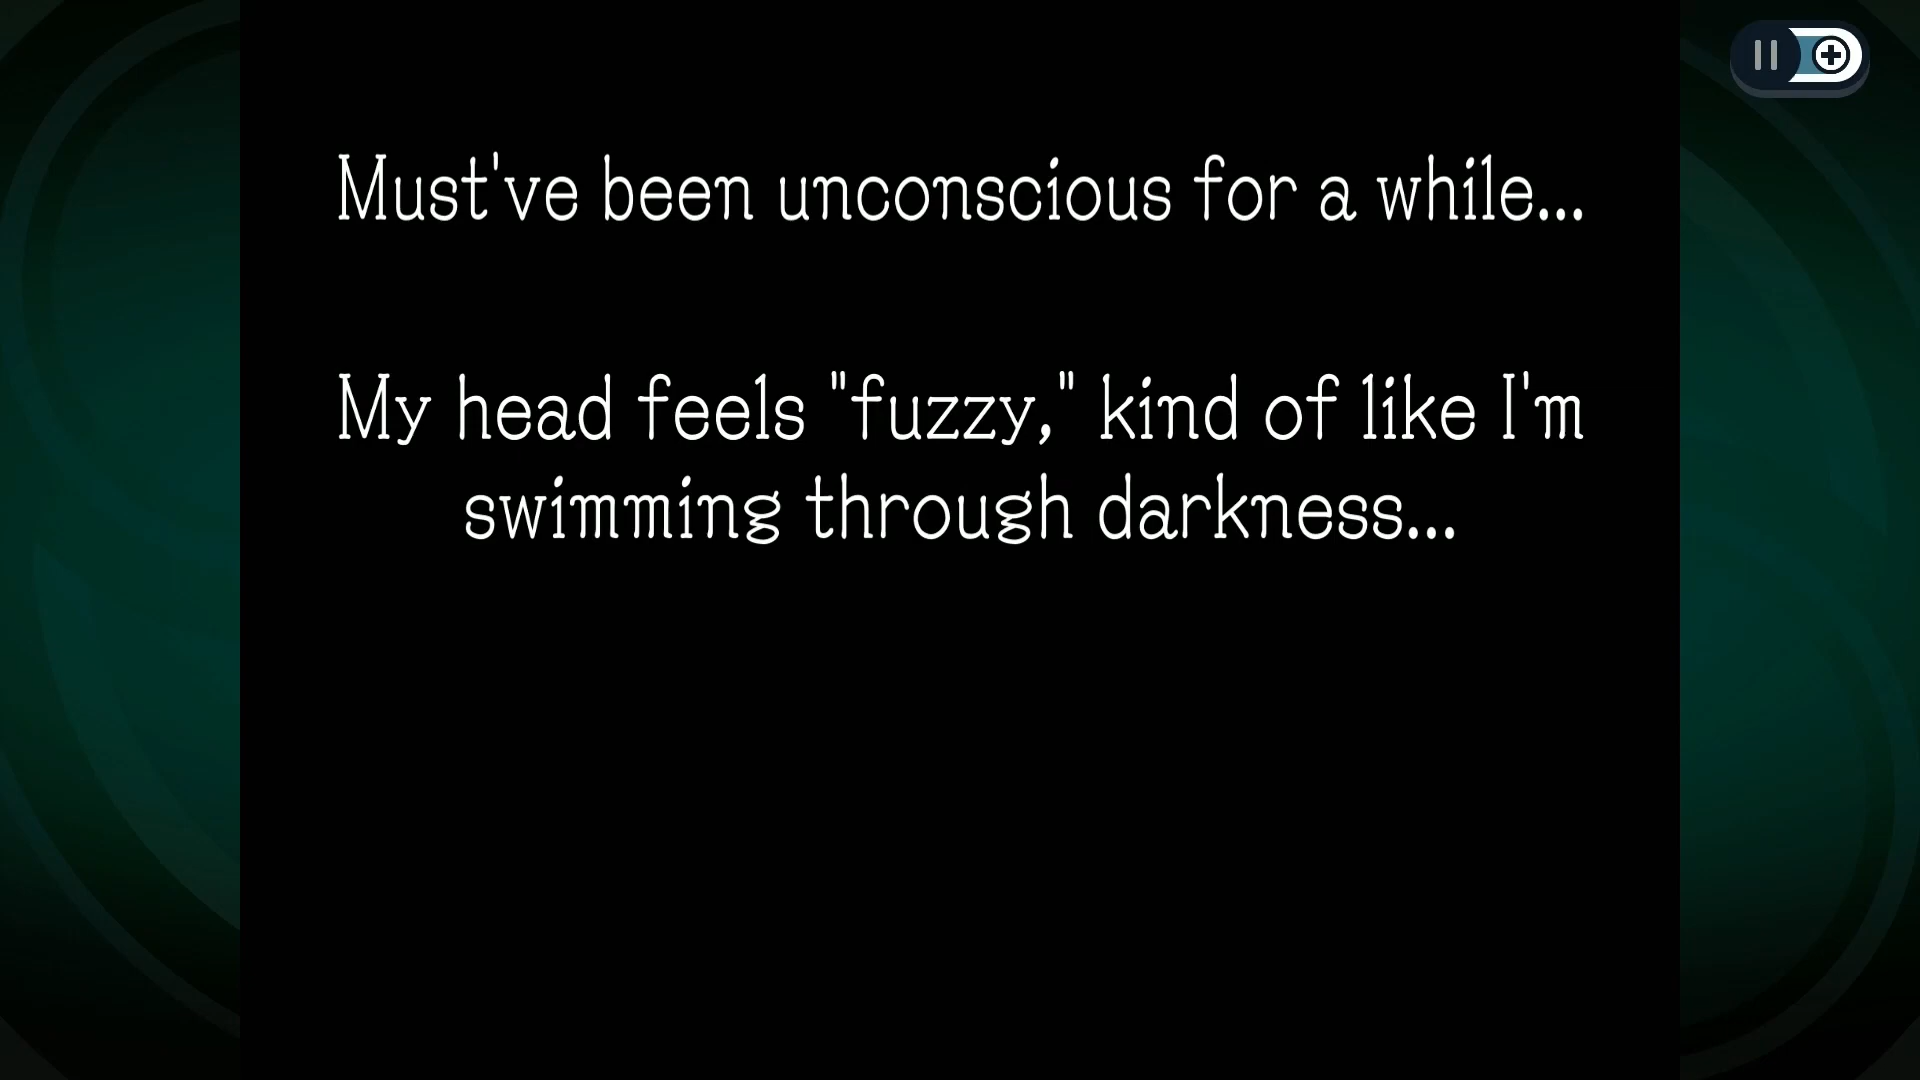 Must've been unconscious for a while...
My head feels "fuzzy," kind of like I'm
swimming through darkness...